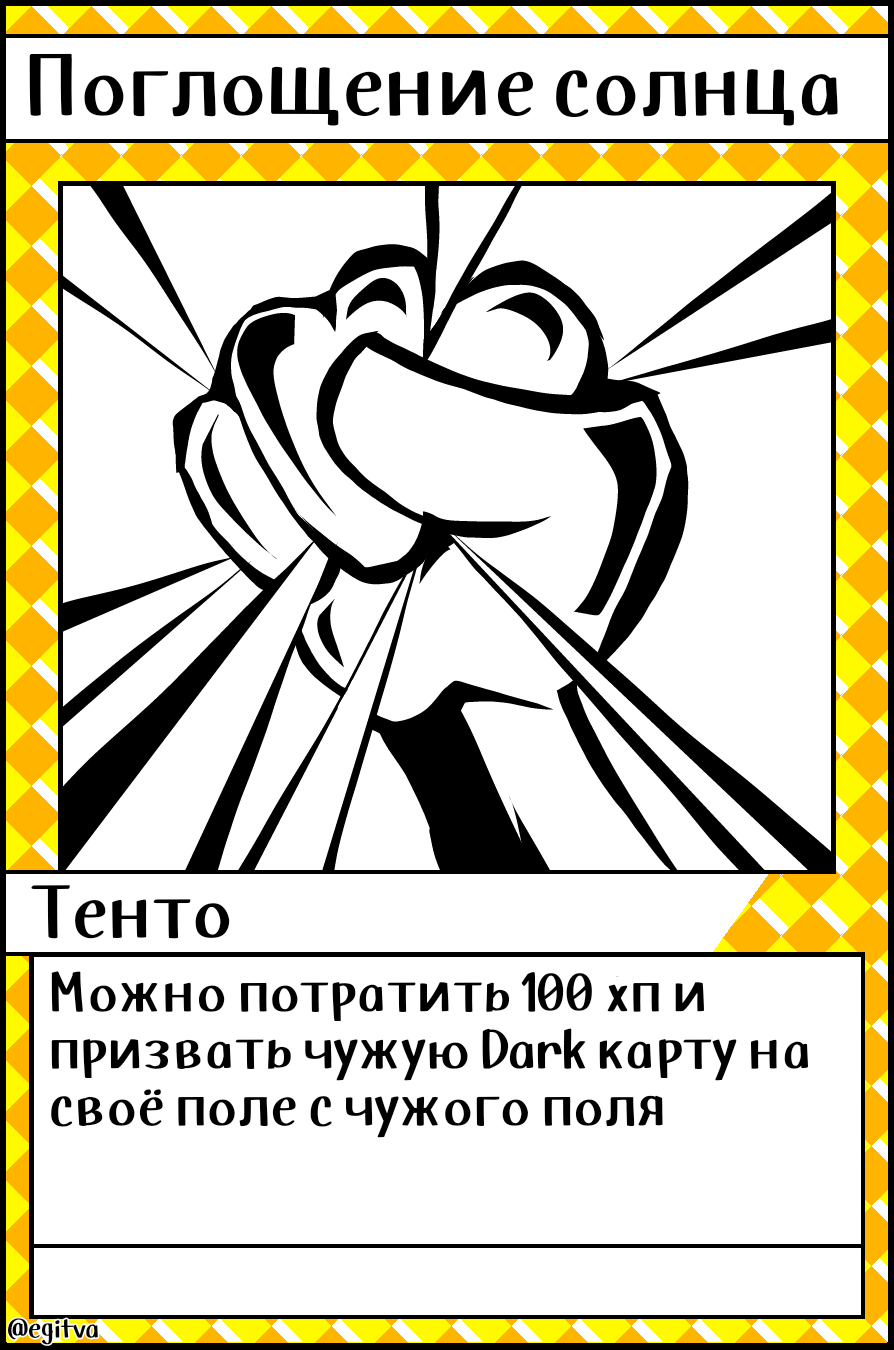 Поглощение солнца
Тенто
Можно потратить 100 хп и
призвать чужую Dark карту на
своё поле с чужого поля
@egitva